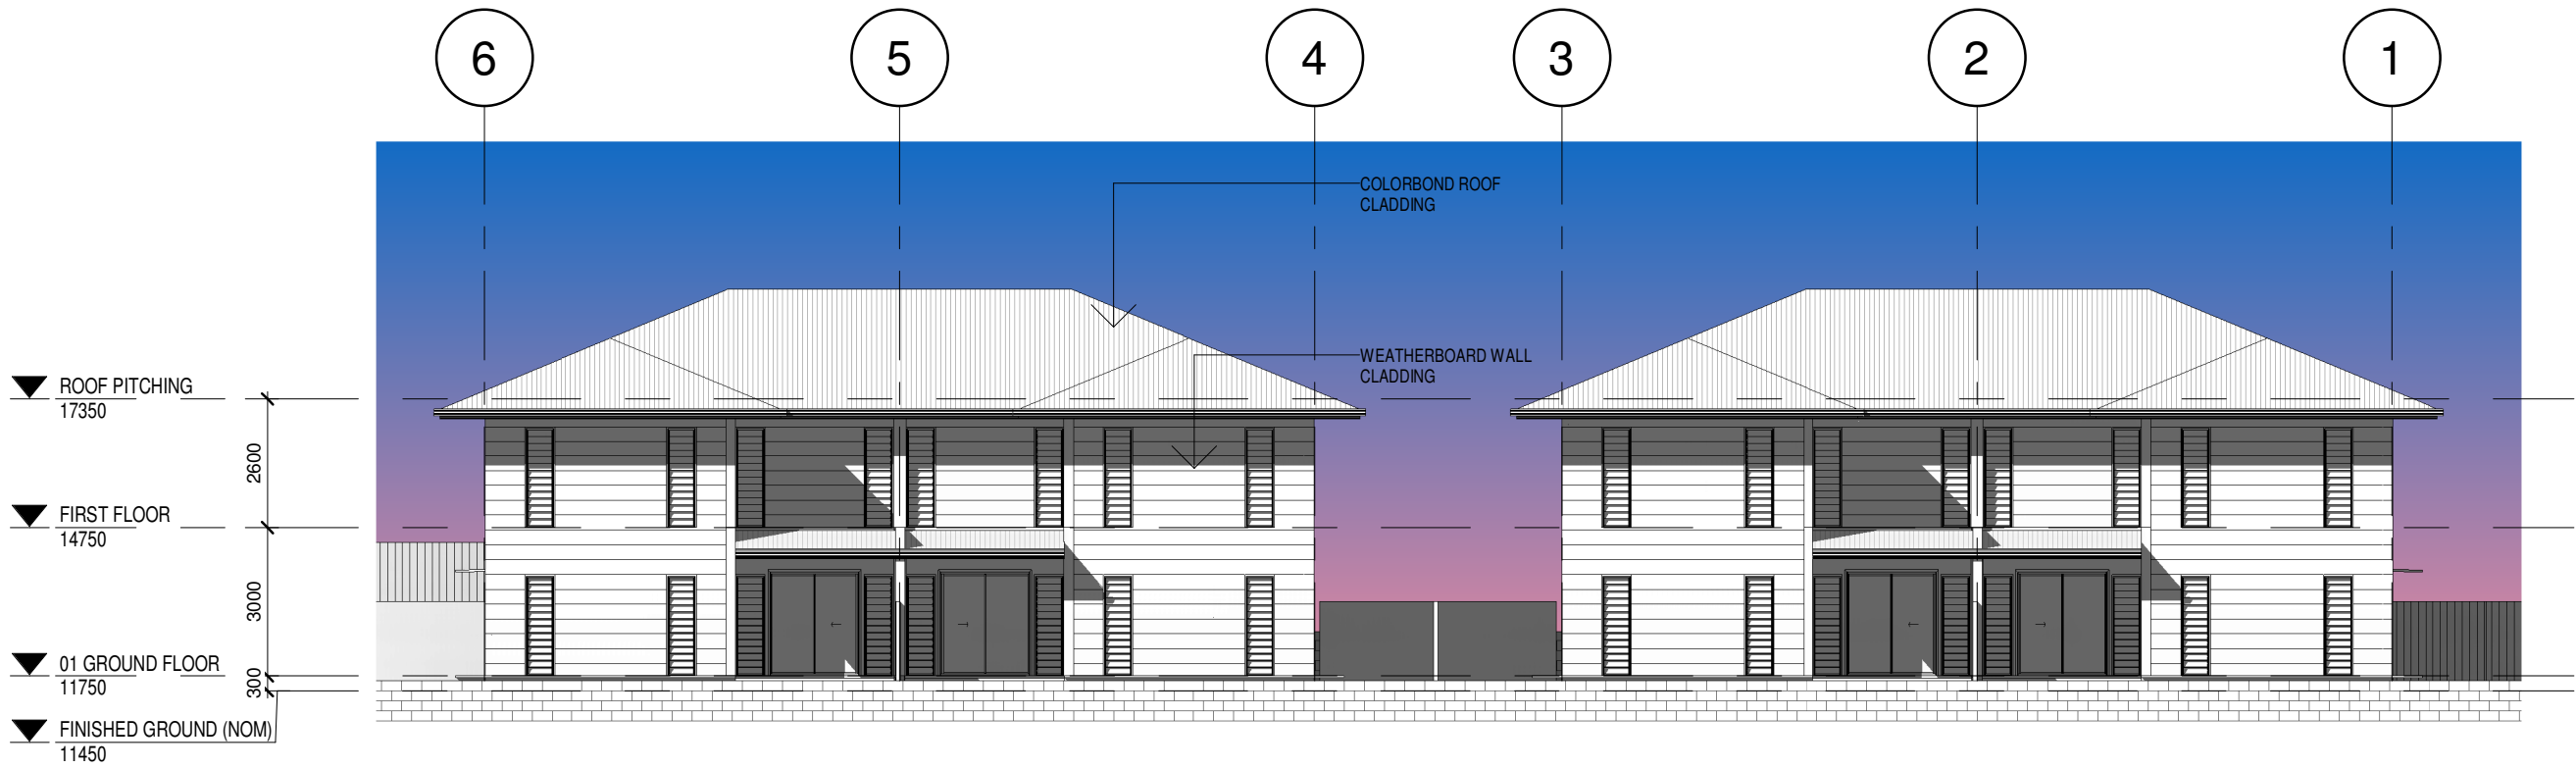 6 5 4 3 2 1
COLORBOND ROOF
CLADDING
WEATHERBOARD WALL
CLADDING
ROOF PITCHING
17350
2600
FIRST FLOOR
14750
3000
01 GROUND FLOOR
11750
300
FINISHED GROUND (NOM)
11450